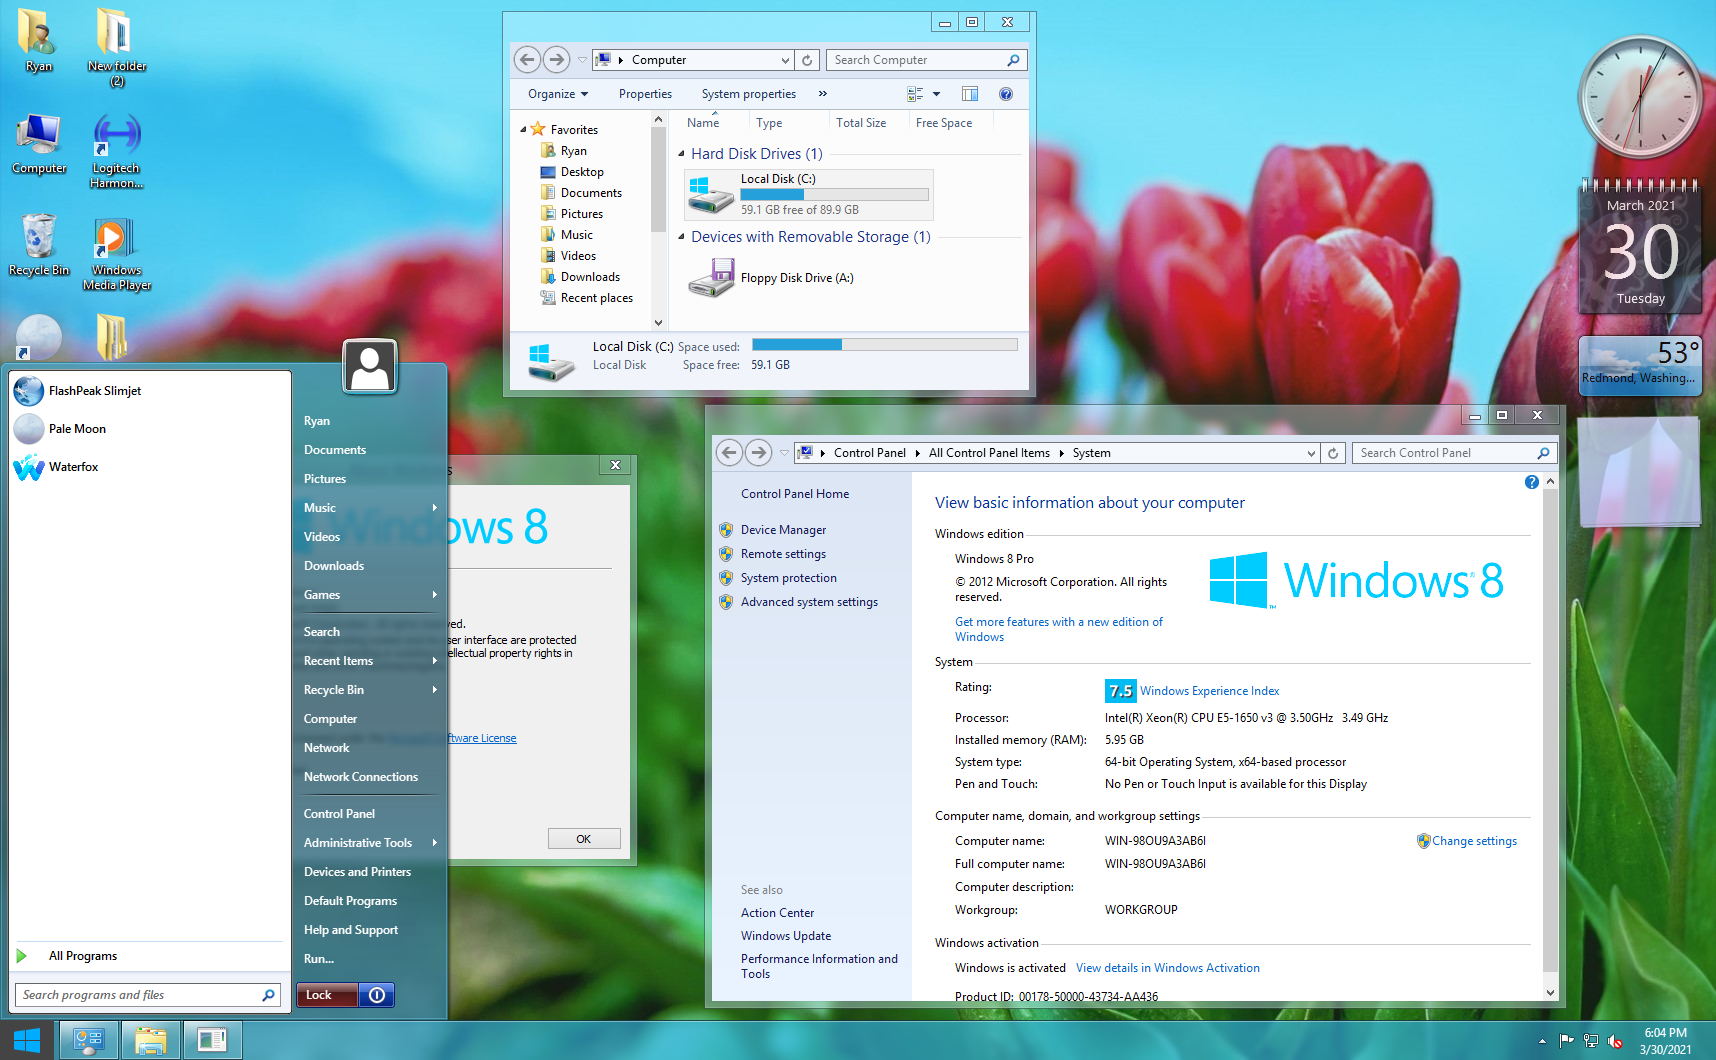 Ryan
New folder
(2)
Computer
Logitech
Harmon...
Recycle Bin
Windows
Media Player
Computer
Search Computer
Organize
Properties
System properties
»
Name
Type
Total Size
Free Space
Favorites
Ryan
Desktop
Documents
Pictures
Music
Videos
Downloads
Recent places
Hard Disk Drives (1)
Local Disk (C:)
59.1 GB free of 89.9 GB
Devices with Removable Storage (1)
Floppy Disk Drive (A:)
Local Disk (C:) Space used:
Local Disk Space free: 59.1 GB
March 2021
30
Tuesday
53°
Redmond, Washing...
FlashPeak Slimjet
Pale Moon
Waterfox
All Programs
Search programs and files
Ryan
Documents
Pictures
Music
Videos
Downloads
Games
Search
Recent Items
Recycle Bin
Computer
Network
Network Connections
Control Panel
Administrative Tools
Devices and Printers
Default Programs
Help and Support
Run...
Lock
Windows 8
ved.
ser interface are protected
ellectual property rights in
ftware License
OK
Control Panel
All Control Panel Items
System
Search Control Panel
Control Panel Home
Device Manager
Remote settings
System protection
Advanced system settings
See also
Action Center
Windows Update
Performance Information and
Tools
View basic information about your computer
Windows edition
Windows 8 Pro
© 2012 Microsoft Corporation. All rights
reserved.
Get more features with a new edition of
Windows
Windows® 8
System
Rating: 7.5 Windows Experience Index
Processor: Intel(R) Xeon(R) CPU E5-1650 v3 @ 3.50GHz 3.49 GHz
Installed memory (RAM): 5.95 GB
System type: 64-bit Operating System, x64-based processor
Pen and Touch: No Pen or Touch Input is available for this Display
Computer name, domain, and workgroup settings
Computer name: WIN-98OU9A3AB6I
Change settings
Full computer name: WIN-98OU9A3AB6I
Computer description:
Workgroup: WORKGROUP
Windows activation
Windows is activated View details in Windows Activation
Product ID: 00178-50000-43734-AA436
6:04 PM
3/30/2021